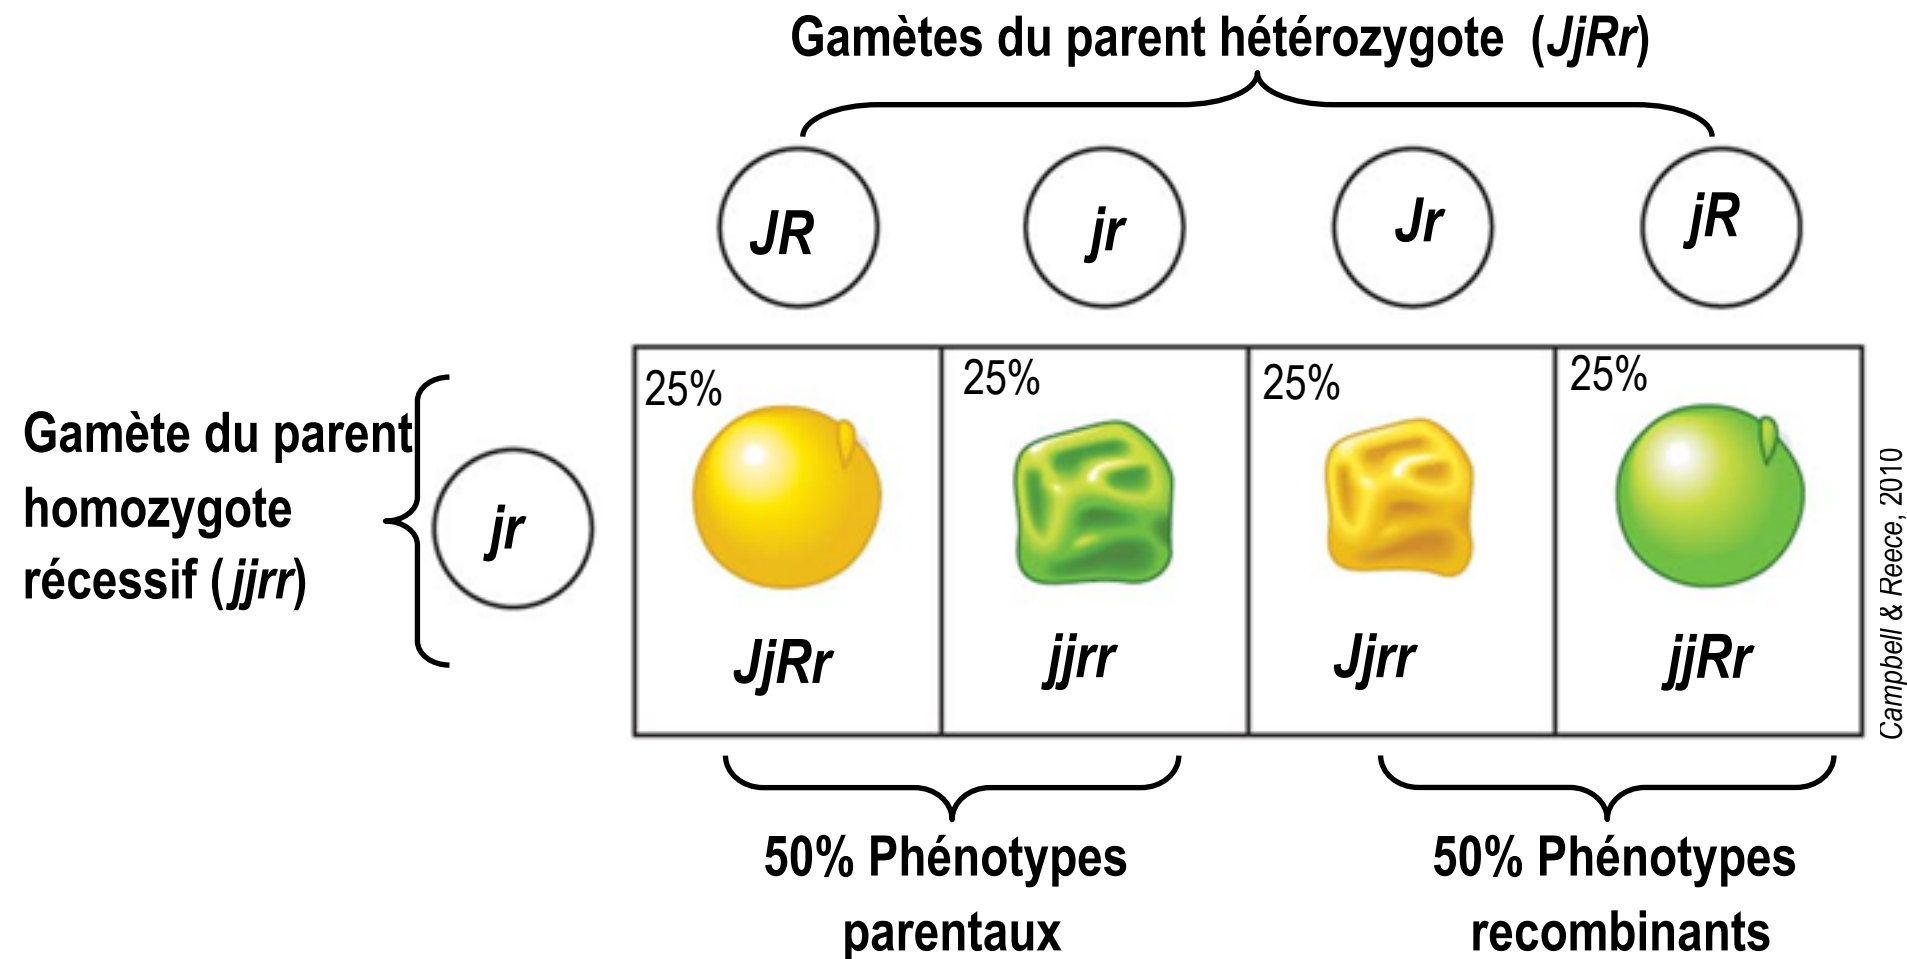 Gamètes du parent hétérozygote (JjRr)
JR
jr
Jr
jR
Gamète du parent
homozygote
récessif (jjrr)
jr
25%
25%
25%
25%
JjRr
jjrr
Jjrr
jjRr
Campbell & Reece, 2010
50% Phénotypes
parentaux
50% Phénotypes
recombinants